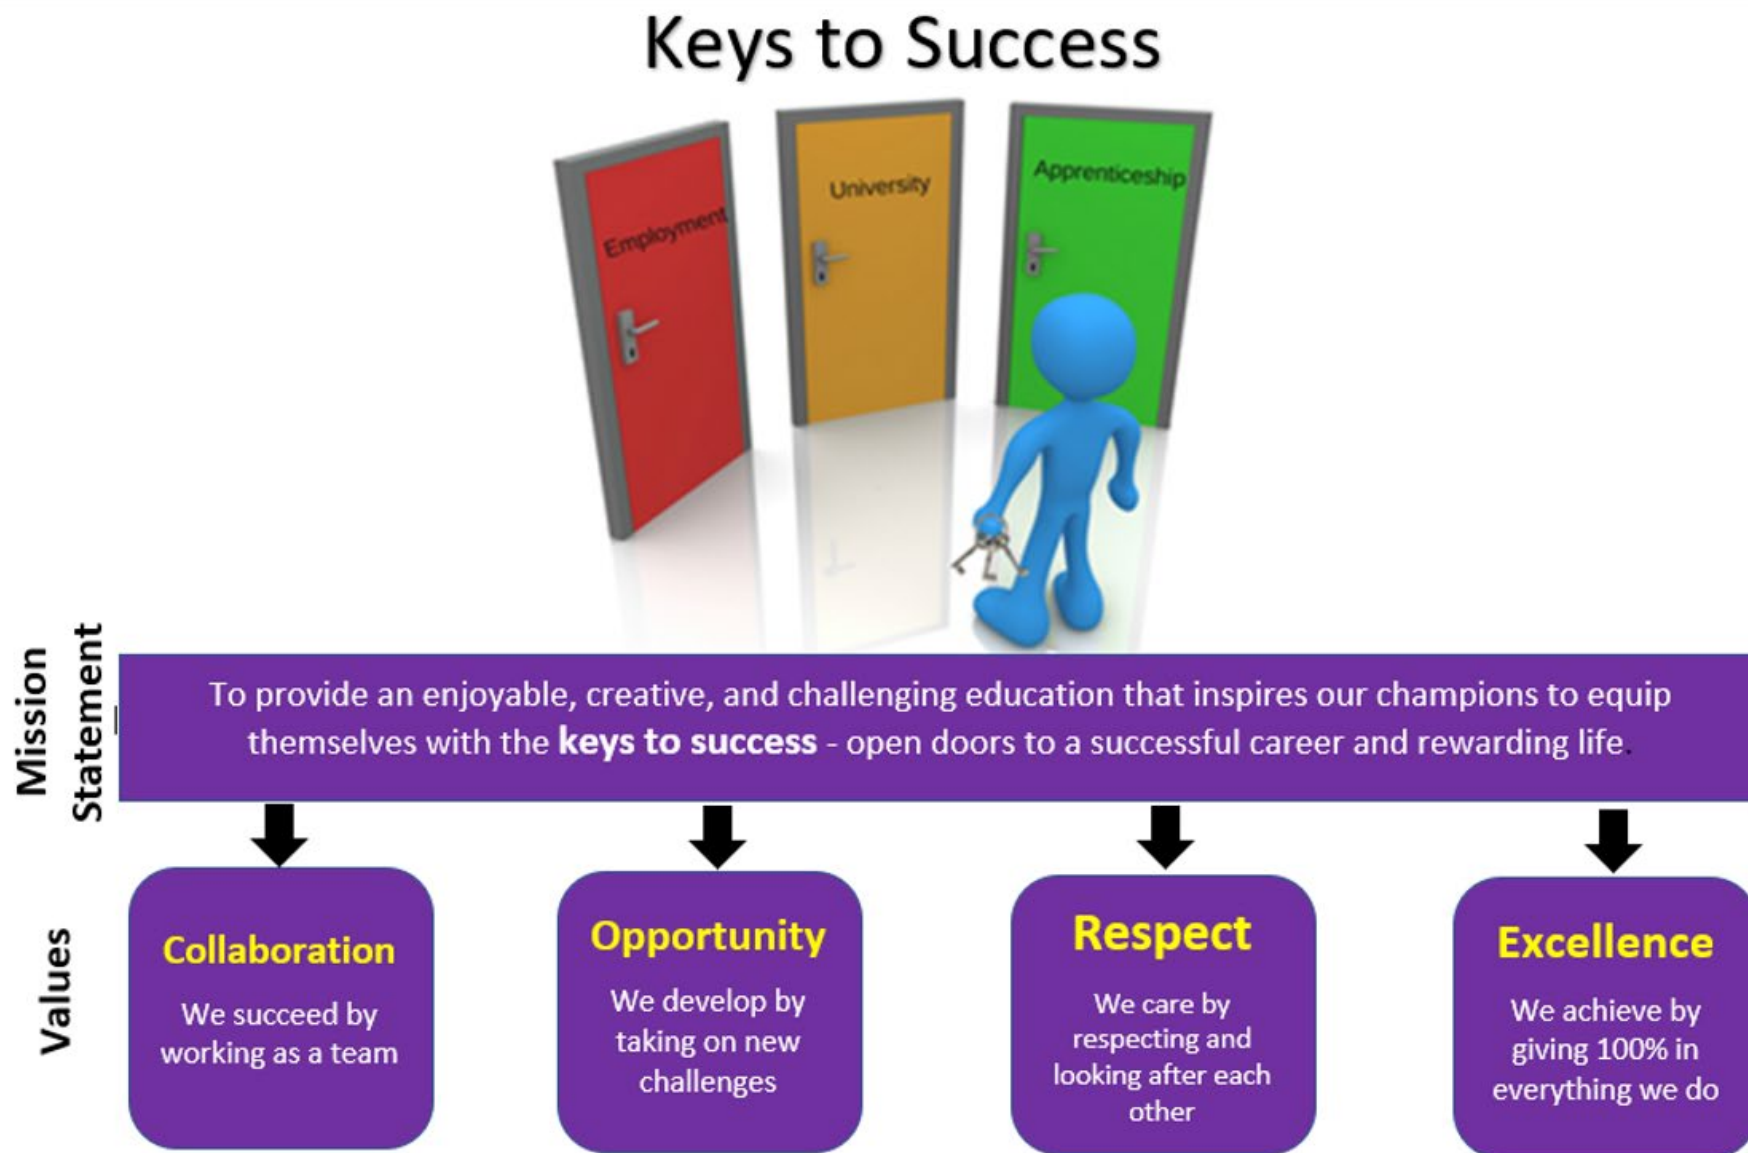 Keys to Success
Employment
University
Apprenticeship
Mission
Statement
To provide an enjoyable, creative, and challenging education that inspires our champions to equip
themselves with the keys to success - open doors to a successful career and rewarding life.
Values
Collaboration
We succeed by
working as a team
Opportunity
We develop by
taking on new
challenges
Respect
We care by
respecting and
looking after each
other
Excellence
We achieve by
giving 100% in
everything we do